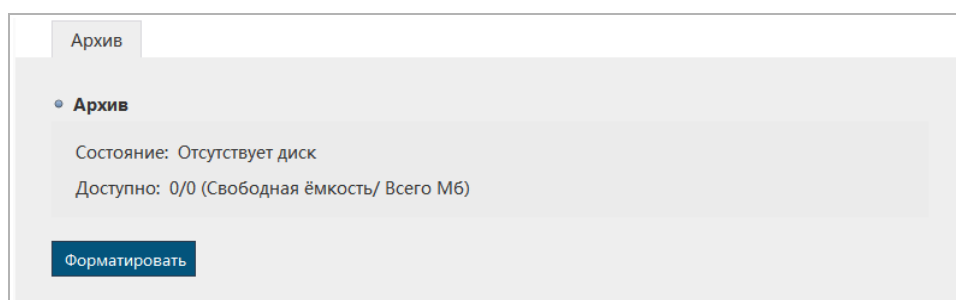 Архив
Архив
Состояние: Отсутствует диск
Доступно: 0/0 (Свободная ёмкость/ Всего Мб)
Форматировать